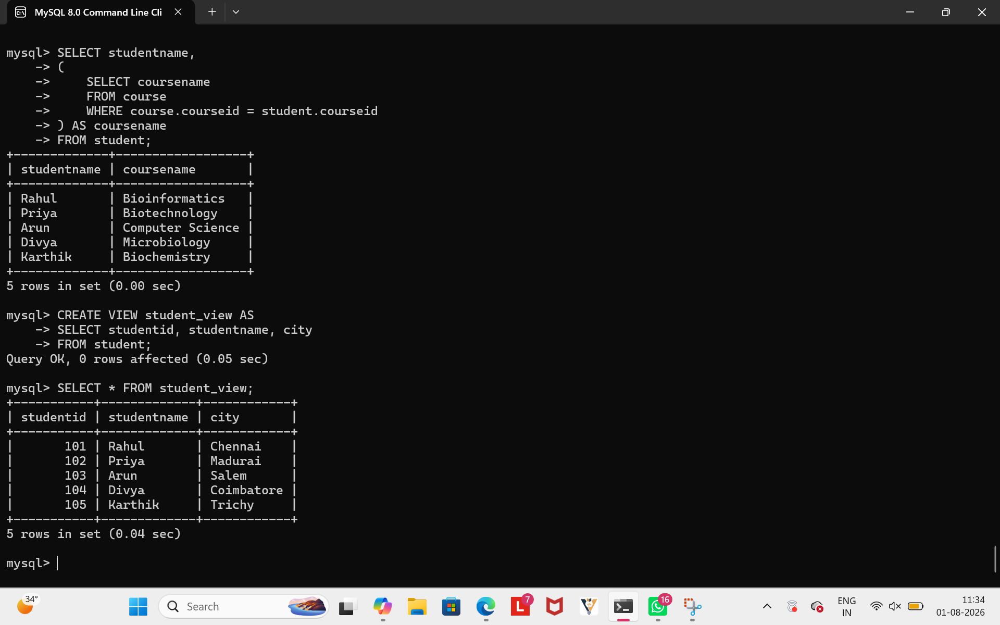 MySQL 8.0 Command Line Cli
mysql> SELECT studentname,
    -> (
    ->     SELECT coursename
    ->     FROM course
    ->     WHERE course.courseid = student.courseid
    -> ) AS coursename
    -> FROM student;
+-------------+------------------+
| studentname | coursename       |
+-------------+------------------+
| Rahul       | Bioinformatics   |
| Priya       | Biotechnology    |
| Arun        | Computer Science |
| Divya       | Microbiology     |
| Karthik     | Biochemistry     |
+-------------+------------------+
5 rows in set (0.00 sec)
mysql> CREATE VIEW student_view AS
    -> SELECT studentid, studentname, city
    -> FROM student;
Query OK, 0 rows affected (0.05 sec)
mysql> SELECT * FROM student_view;
+-----------+-------------+------------+
| studentid | studentname | city       |
+-----------+-------------+------------+
|       101 | Rahul       | Chennai    |
|       102 | Priya       | Madurai    |
|       103 | Arun        | Salem      |
|       104 | Divya       | Coimbatore |
|       105 | Karthik     | Trichy     |
+-----------+-------------+------------+
5 rows in set (0.04 sec)
mysql>
34°
Search
L 7
16
ENG
IN
11:34
01-08-2026